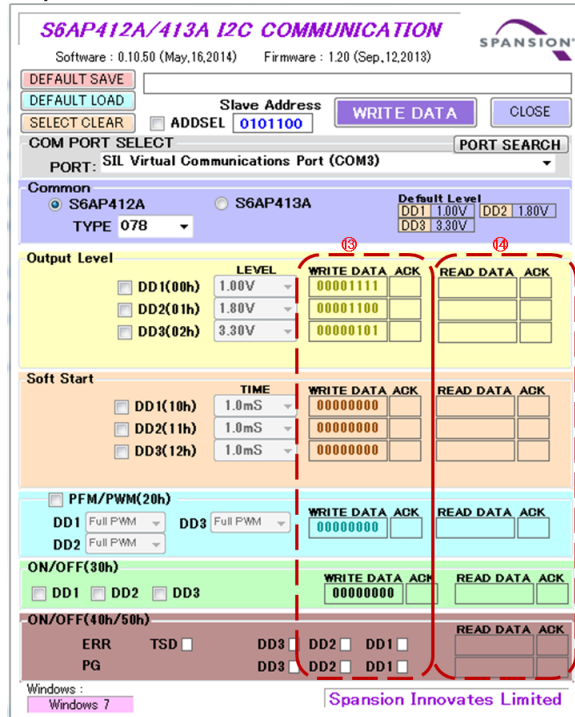 S6AP412A/413A I2C COMMUNICATION
SPANSION
Software : 0.10.50 (May,16,2014) Firmware : 1.20 (Sep,12,2013)
DEFAULT SAVE
DEFAULT LOAD
Slave Address
SELECT CLEAR ADDSEL 0101100 WRITE DATA CLOSE
COM PORT SELECT PORT SEARCH
PORT: SIL Virtual Communications Port (COM3)
Common
S6AP412A S6AP413A Default Level
DD1 1.00V DD2 1.80V
TYPE 078 DD3 3.30V
⑬ ⑭
Output Level
LEVEL WRITE DATA ACK READ DATA ACK
DD1(00h) 1.00V 00001111
DD2(01h) 1.80V 00001100
DD3(02h) 3.30V 00000101
Soft Start
TIME WRITE DATA ACK READ DATA ACK
DD1(10h) 1.0mS 00000000
DD2(11h) 1.0mS 00000000
DD3(12h) 1.0mS 00000000
PFM/PWM(20h)
WRITE DATA ACK READ DATA ACK
DD1 Full PWM DD3 Full PWM 00000000
DD2 Full PWM
ON/OFF(30h)
WRITE DATA ACK READ DATA ACK
DD1 DD2 DD3 00000000
ON/OFF(40h/50h)
READ DATA ACK
ERR TSD DD3 DD2 DD1
PG DD3 DD2 DD1
Windows :
Windows 7
Spansion Innovates Limited